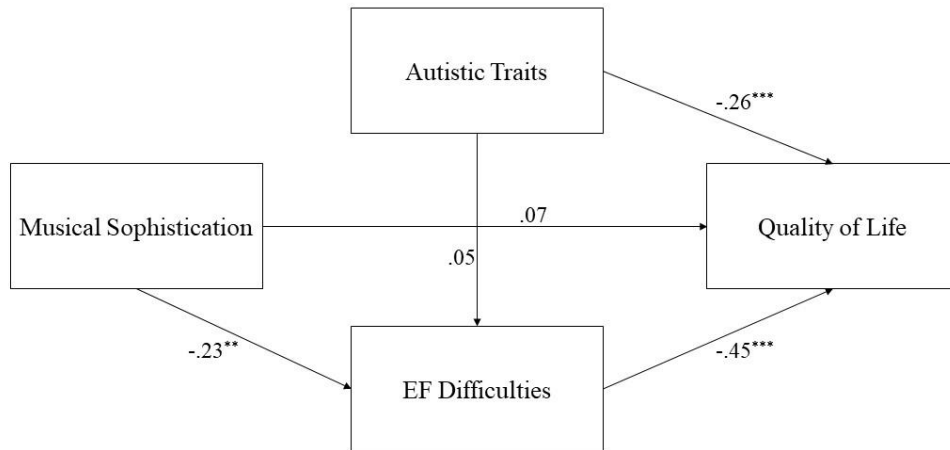 Autistic Traits
-.26***
Musical Sophistication
.07
Quality of Life
.05
-.23**
-.45***
EF Difficulties